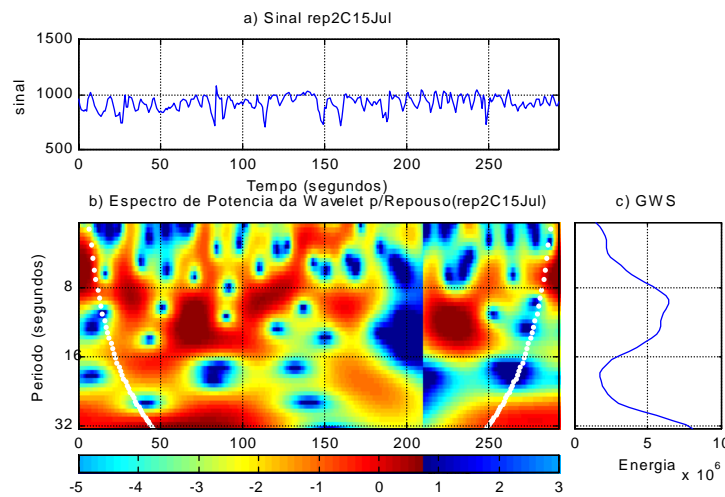 a) Sinal rep2C15Jul
1500
1000
500
sinal
0 50 100 150 200 250
Tempo (segundos)
b) Espectro de Potencia da Wavelet p/Repouso(rep2C15Jul)
c) GWS
8
16
32
Período (segundos)
0 50 100 150 200 250
0 5 10
Energia x 10^6
-5 -4 -3 -2 -1 0 1 2 3